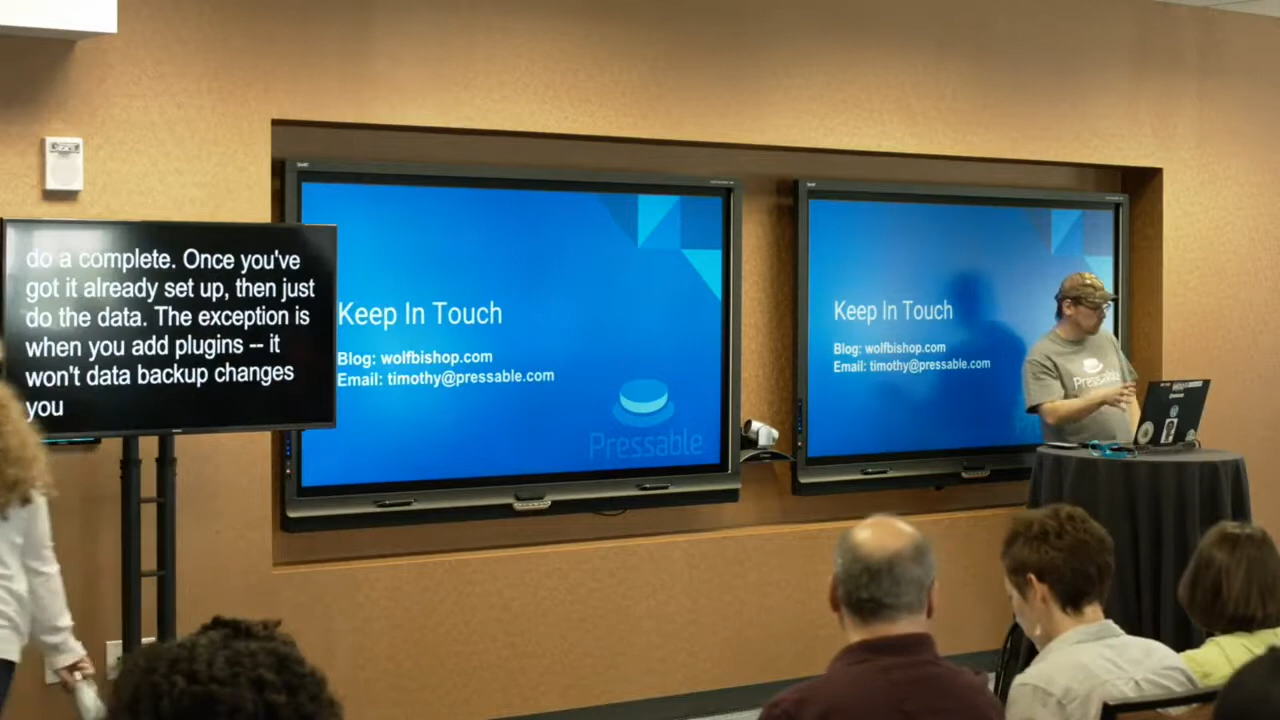 do a complete. Once you've
got it already set up, then just
do the data. The exception is
when you add plugins -- it
won't data backup changes
you
Keep In Touch
Blog: wolfbishop.com
Email: timothy@pressable.com
Pressable
Keep In Touch
Blog: wolfbishop.com
Email: timothy@pressable.com
Pressable